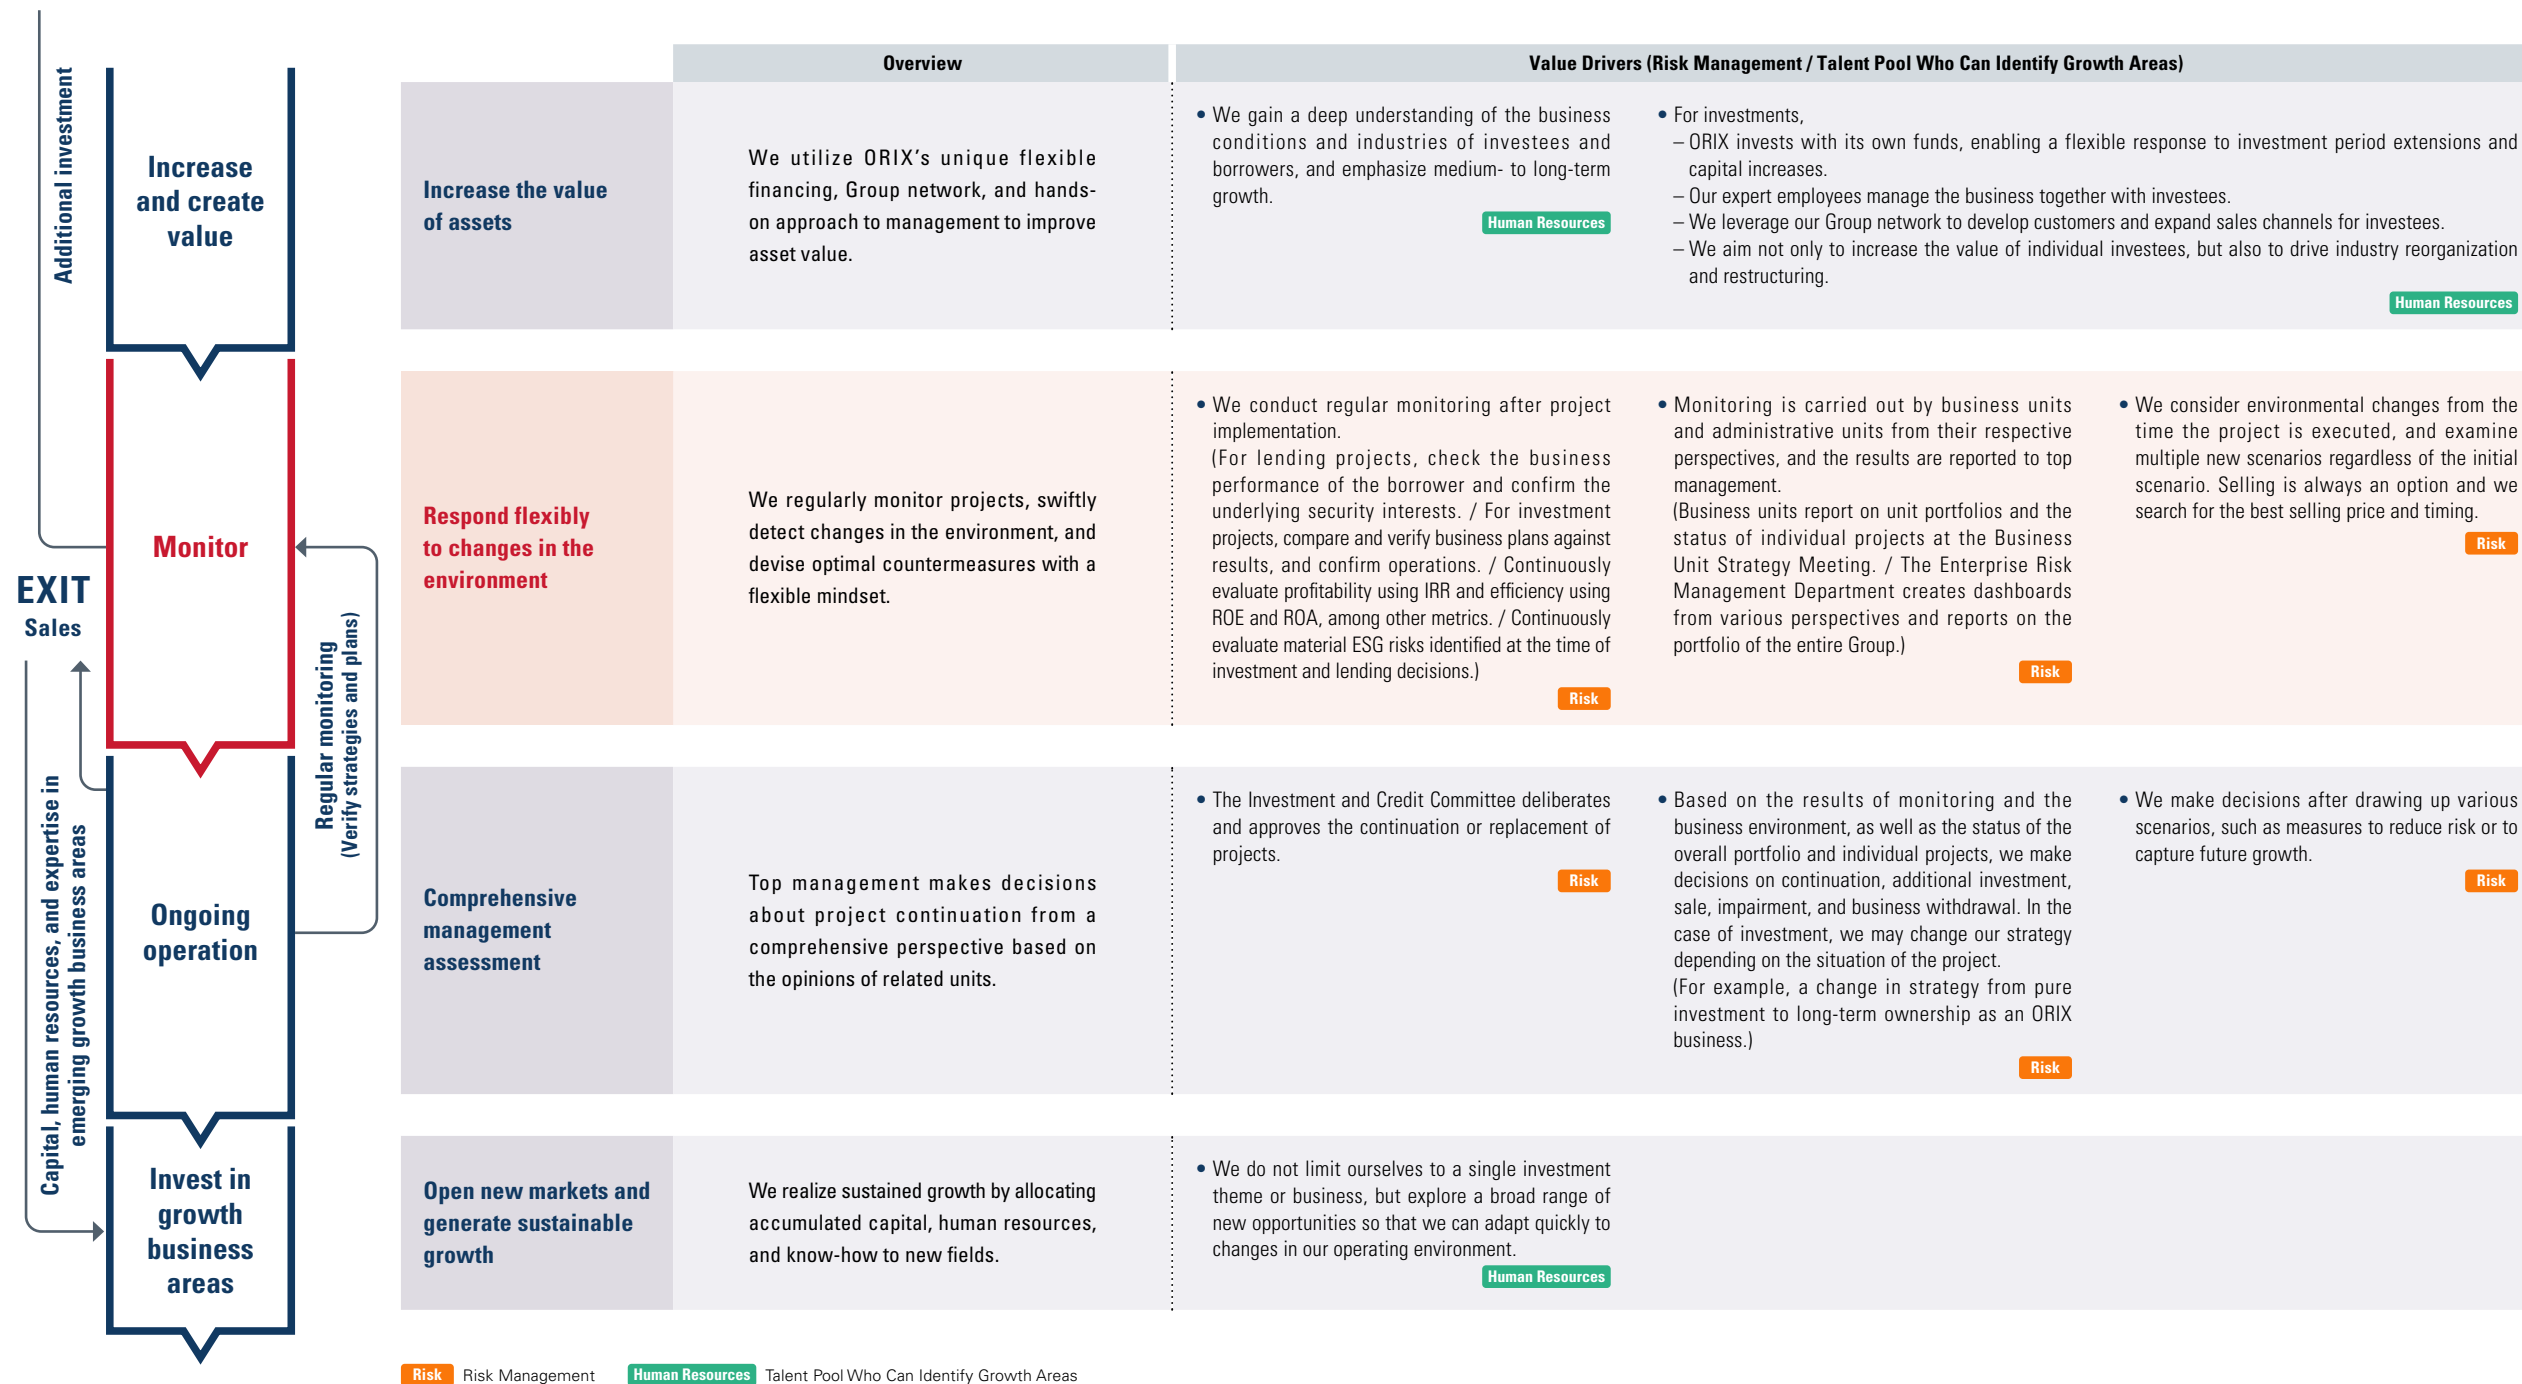 Additional investment
Increase
and create
value
Monitor
EXIT
Sales
Regular monitoring
(Verify strategies and plans)
Ongoing
operation
Capital, human resources, and expertise in
emerging growth business areas
Invest in
growth
business
areas
Overview
Value Drivers (Risk Management / Talent Pool Who Can Identify Growth Areas)
Increase the value
of assets
We utilize ORIX's unique flexible
financing, Group network, and hands-
on approach to management to improve
asset value.
• We gain a deep understanding of the business
conditions and industries of investees and
borrowers, and emphasize medium- to long-term
growth.
Human Resources
• For investments,
– ORIX invests with its own funds, enabling a flexible response to investment period extensions and
capital increases.
– Our expert employees manage the business together with investees.
– We leverage our Group network to develop customers and expand sales channels for investees.
– We aim not only to increase the value of individual investees, but also to drive industry reorganization
and restructuring.
Human Resources
Respond flexibly
to changes in the
environment
We regularly monitor projects, swiftly
detect changes in the environment, and
devise optimal countermeasures with a
flexible mindset.
• We conduct regular monitoring after project
implementation.
(For lending projects, check the business
performance of the borrower and confirm the
underlying security interests. / For investment
projects, compare and verify business plans against
results, and confirm operations. / Continuously
evaluate profitability using IRR and efficiency using
ROE and ROA, among other metrics. / Continuously
evaluate material ESG risks identified at the time of
investment and lending decisions.)
Risk
• Monitoring is carried out by business units
and administrative units from their respective
perspectives, and the results are reported to top
management.
(Business units report on unit portfolios and the
status of individual projects at the Business
Unit Strategy Meeting. / The Enterprise Risk
Management Department creates dashboards
from various perspectives and reports on the
portfolio of the entire Group.)
Risk
• We consider environmental changes from the
time the project is executed, and examine
multiple new scenarios regardless of the initial
scenario. Selling is always an option and we
search for the best selling price and timing.
Risk
Comprehensive
management
assessment
Top management makes decisions
about project continuation from a
comprehensive perspective based on
the opinions of related units.
• The Investment and Credit Committee deliberates
and approves the continuation or replacement of
projects.
Risk
• Based on the results of monitoring and the
business environment, as well as the status of the
overall portfolio and individual projects, we make
decisions on continuation, additional investment,
sale, impairment, and business withdrawal. In the
case of investment, we may change our strategy
depending on the situation of the project.
(For example, a change in strategy from pure
investment to long-term ownership as an ORIX
business.)
Risk
• We make decisions after drawing up various
scenarios, such as measures to reduce risk or to
capture future growth.
Risk
Open new markets and
generate sustainable
growth
We realize sustained growth by allocating
accumulated capital, human resources,
and know-how to new fields.
• We do not limit ourselves to a single investment
theme or business, but explore a broad range of
new opportunities so that we can adapt quickly to
changes in our operating environment.
Human Resources
Risk Risk Management Human Resources Talent Pool Who Can Identify Growth Areas